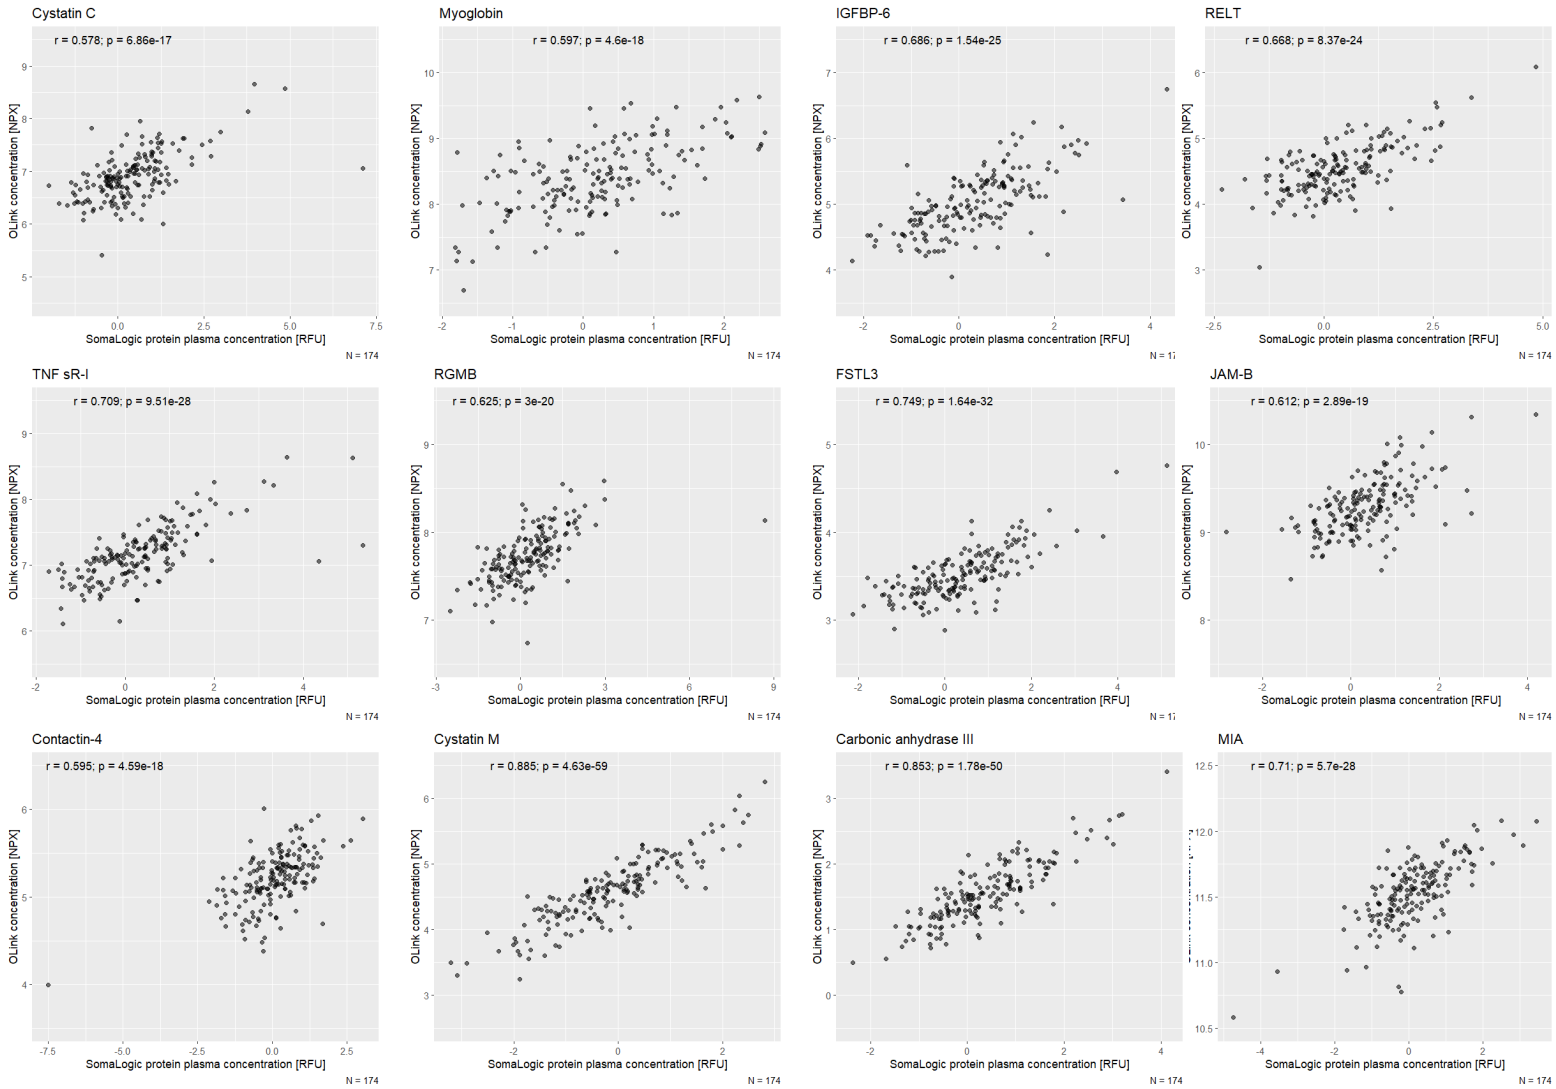 Cystatin C
r = 0.578; p = 6.86e-17
OLink concentration [NPX]
9
8
7
6
5
0.0 2.5 5.0 7.5
SomaLogic protein plasma concentration [RFU]
N = 174
Myoglobin
r = 0.597; p = 4.6e-18
OLink concentration [NPX]
10
9
8
7
-2 -1 0 1 2
SomaLogic protein plasma concentration [RFU]
N = 174
IGFBP-6
r = 0.686; p = 1.54e-25
OLink concentration [NPX]
7
6
5
4
-2 0 2 4
SomaLogic protein plasma concentration [RFU]
N = 17
RELT
r = 0.668; p = 8.37e-24
OLink concentration [NPX]
6
5
4
3
-2.5 0.0 2.5 5.0
SomaLogic protein plasma concentration [RFU]
N = 174
TNF sR-I
r = 0.709; p = 9.51e-28
OLink concentration [NPX]
9
8
7
6
-2 0 2 4
SomaLogic protein plasma concentration [RFU]
N = 174
RGMB
r = 0.625; p = 3e-20
OLink concentration [NPX]
9
8
7
-3 0 3 6 9
SomaLogic protein plasma concentration [RFU]
N = 174
FSTL3
r = 0.749; p = 1.64e-32
OLink concentration [NPX]
5
4
3
-2 0 2 4
SomaLogic protein plasma concentration [RFU]
N = 17
JAM-B
r = 0.612; p = 2.89e-19
OLink concentration [NPX]
10
9
8
-2 0 2 4
SomaLogic protein plasma concentration [RFU]
N = 174
Contactin-4
r = 0.595; p = 4.59e-18
OLink concentration [NPX]
6
5
4
-7.5 -5.0 -2.5 0.0 2.5
SomaLogic protein plasma concentration [RFU]
N = 174
Cystatin M
r = 0.885; p = 4.63e-59
OLink concentration [NPX]
6
5
4
3
-2 0 2
SomaLogic protein plasma concentration [RFU]
N = 174
Carbonic anhydrase III
r = 0.853; p = 1.78e-50
OLink concentration [NPX]
3
2
1
0
-2 0 2 4
SomaLogic protein plasma concentration [RFU]
N = 174
MIA
r = 0.71; p = 5.7e-28
12.5
12.0
11.5
11.0
10.5
-4 -2 0 2
SomaLogic protein plasma concentration [RFU]
N = 174